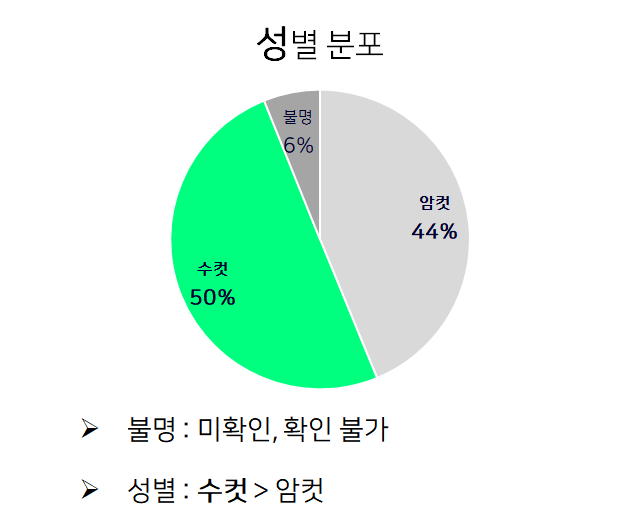 성별 분포
불명
6%
암컷
44%
수컷
50%
➢ 불명 : 미확인, 확인 불가
➢ 성별 : 수컷 > 암컷